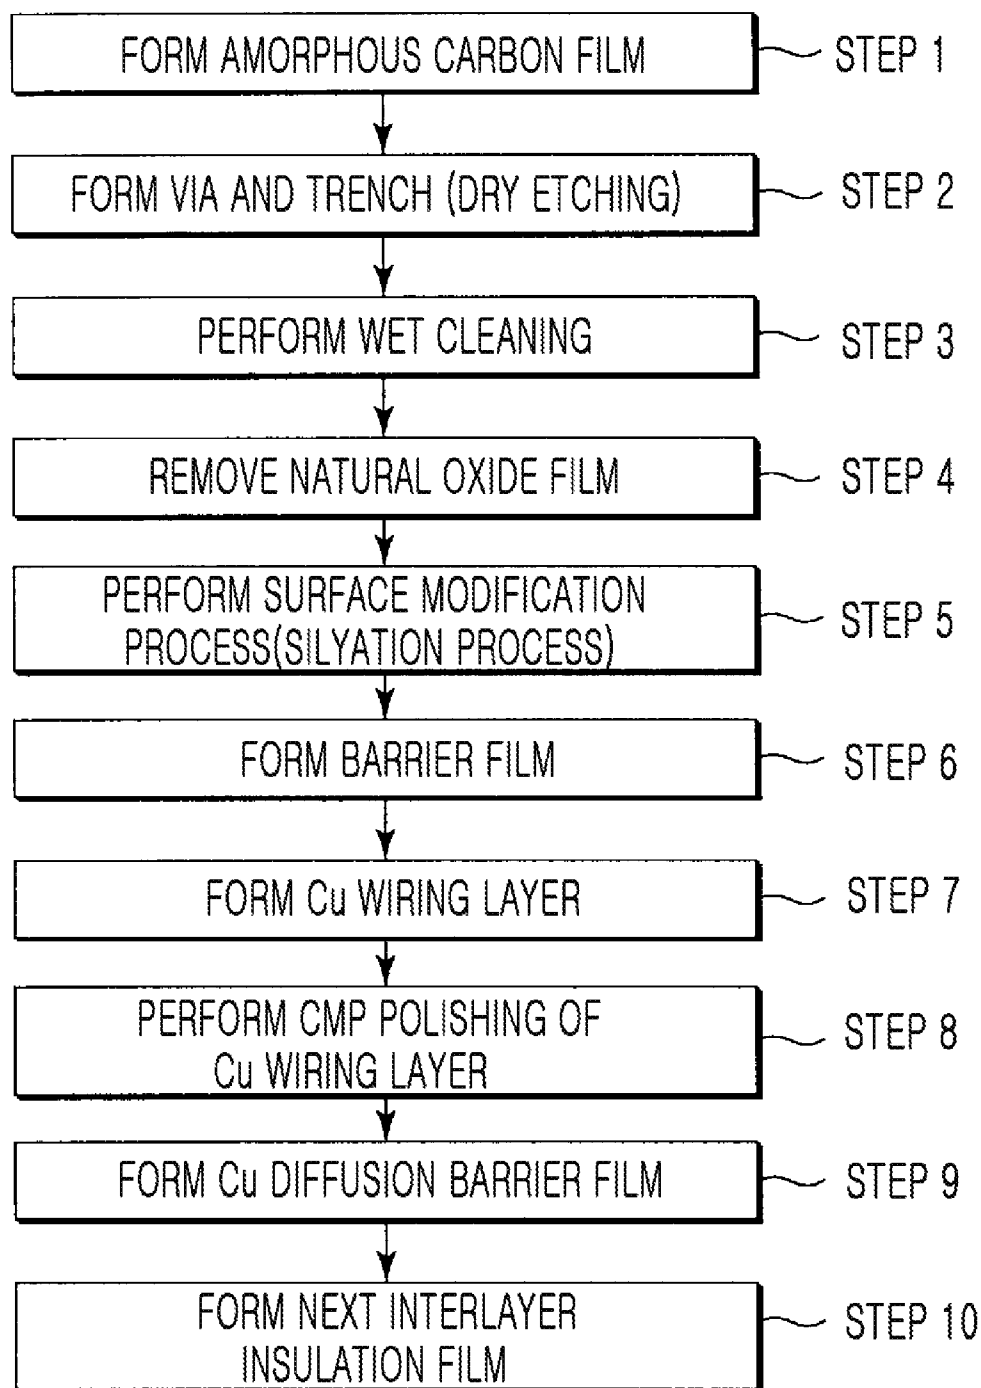 FORM AMORPHOUS CARBON FILM
STEP 1
FORM VIA AND TRENCH (DRY ETCHING)
STEP 2
PERFORM WET CLEANING
STEP 3
REMOVE NATURAL OXIDE FILM
STEP 4
PERFORM SURFACE MODIFICATION
PROCESS(SILYATION PROCESS)
STEP 5
FORM BARRIER FILM
STEP 6
FORM Cu WIRING LAYER
STEP 7
PERFORM CMP POLISHING OF
Cu WIRING LAYER
STEP 8
FORM Cu DIFFUSION BARRIER FILM
STEP 9
FORM NEXT INTERLAYER
INSULATION FILM
STEP 10